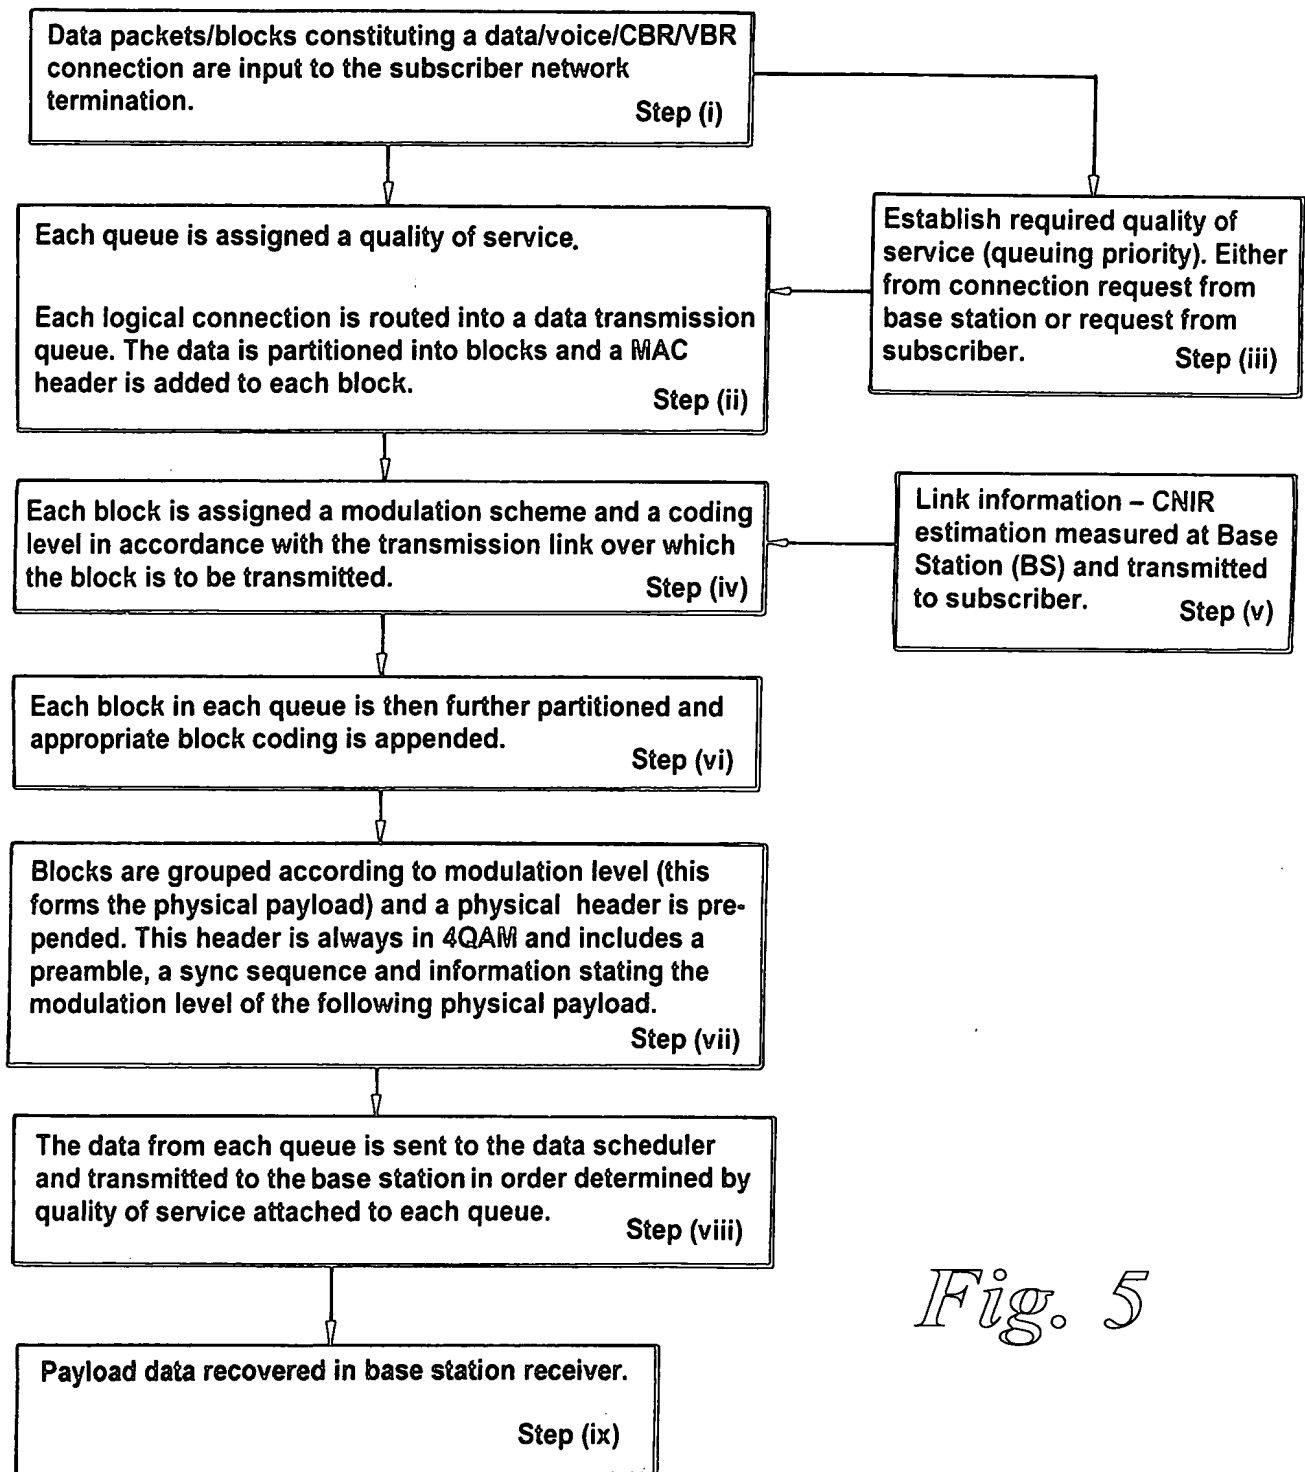 Data packets/blocks constituting a data/voice/CBR/VBR
connection are input to the subscriber network
termination.
Step (i)
Each queue is assigned a quality of service.
Each logical connection is routed into a data transmission
queue. The data is partitioned into blocks and a MAC
header is added to each block.
Step (ii)
Establish required quality of
service (queuing priority). Either
from connection request from
base station or request from
subscriber.
Step (iii)
Each block is assigned a modulation scheme and a coding
level in accordance with the transmission link over which
the block is to be transmitted.
Step (iv)
Link information – CNIR
estimation measured at Base
Station (BS) and transmitted
to subscriber.
Step (v)
Each block in each queue is then further partitioned and
appropriate block coding is appended.
Step (vi)
Blocks are grouped according to modulation level (this
forms the physical payload) and a physical header is pre-
pended. This header is always in 4QAM and includes a
preamble, a sync sequence and information stating the
modulation level of the following physical payload.
Step (vii)
The data from each queue is sent to the data scheduler
and transmitted to the base station in order determined by
quality of service attached to each queue.
Step (viii)
Payload data recovered in base station receiver.
Step (ix)
Fig. 5